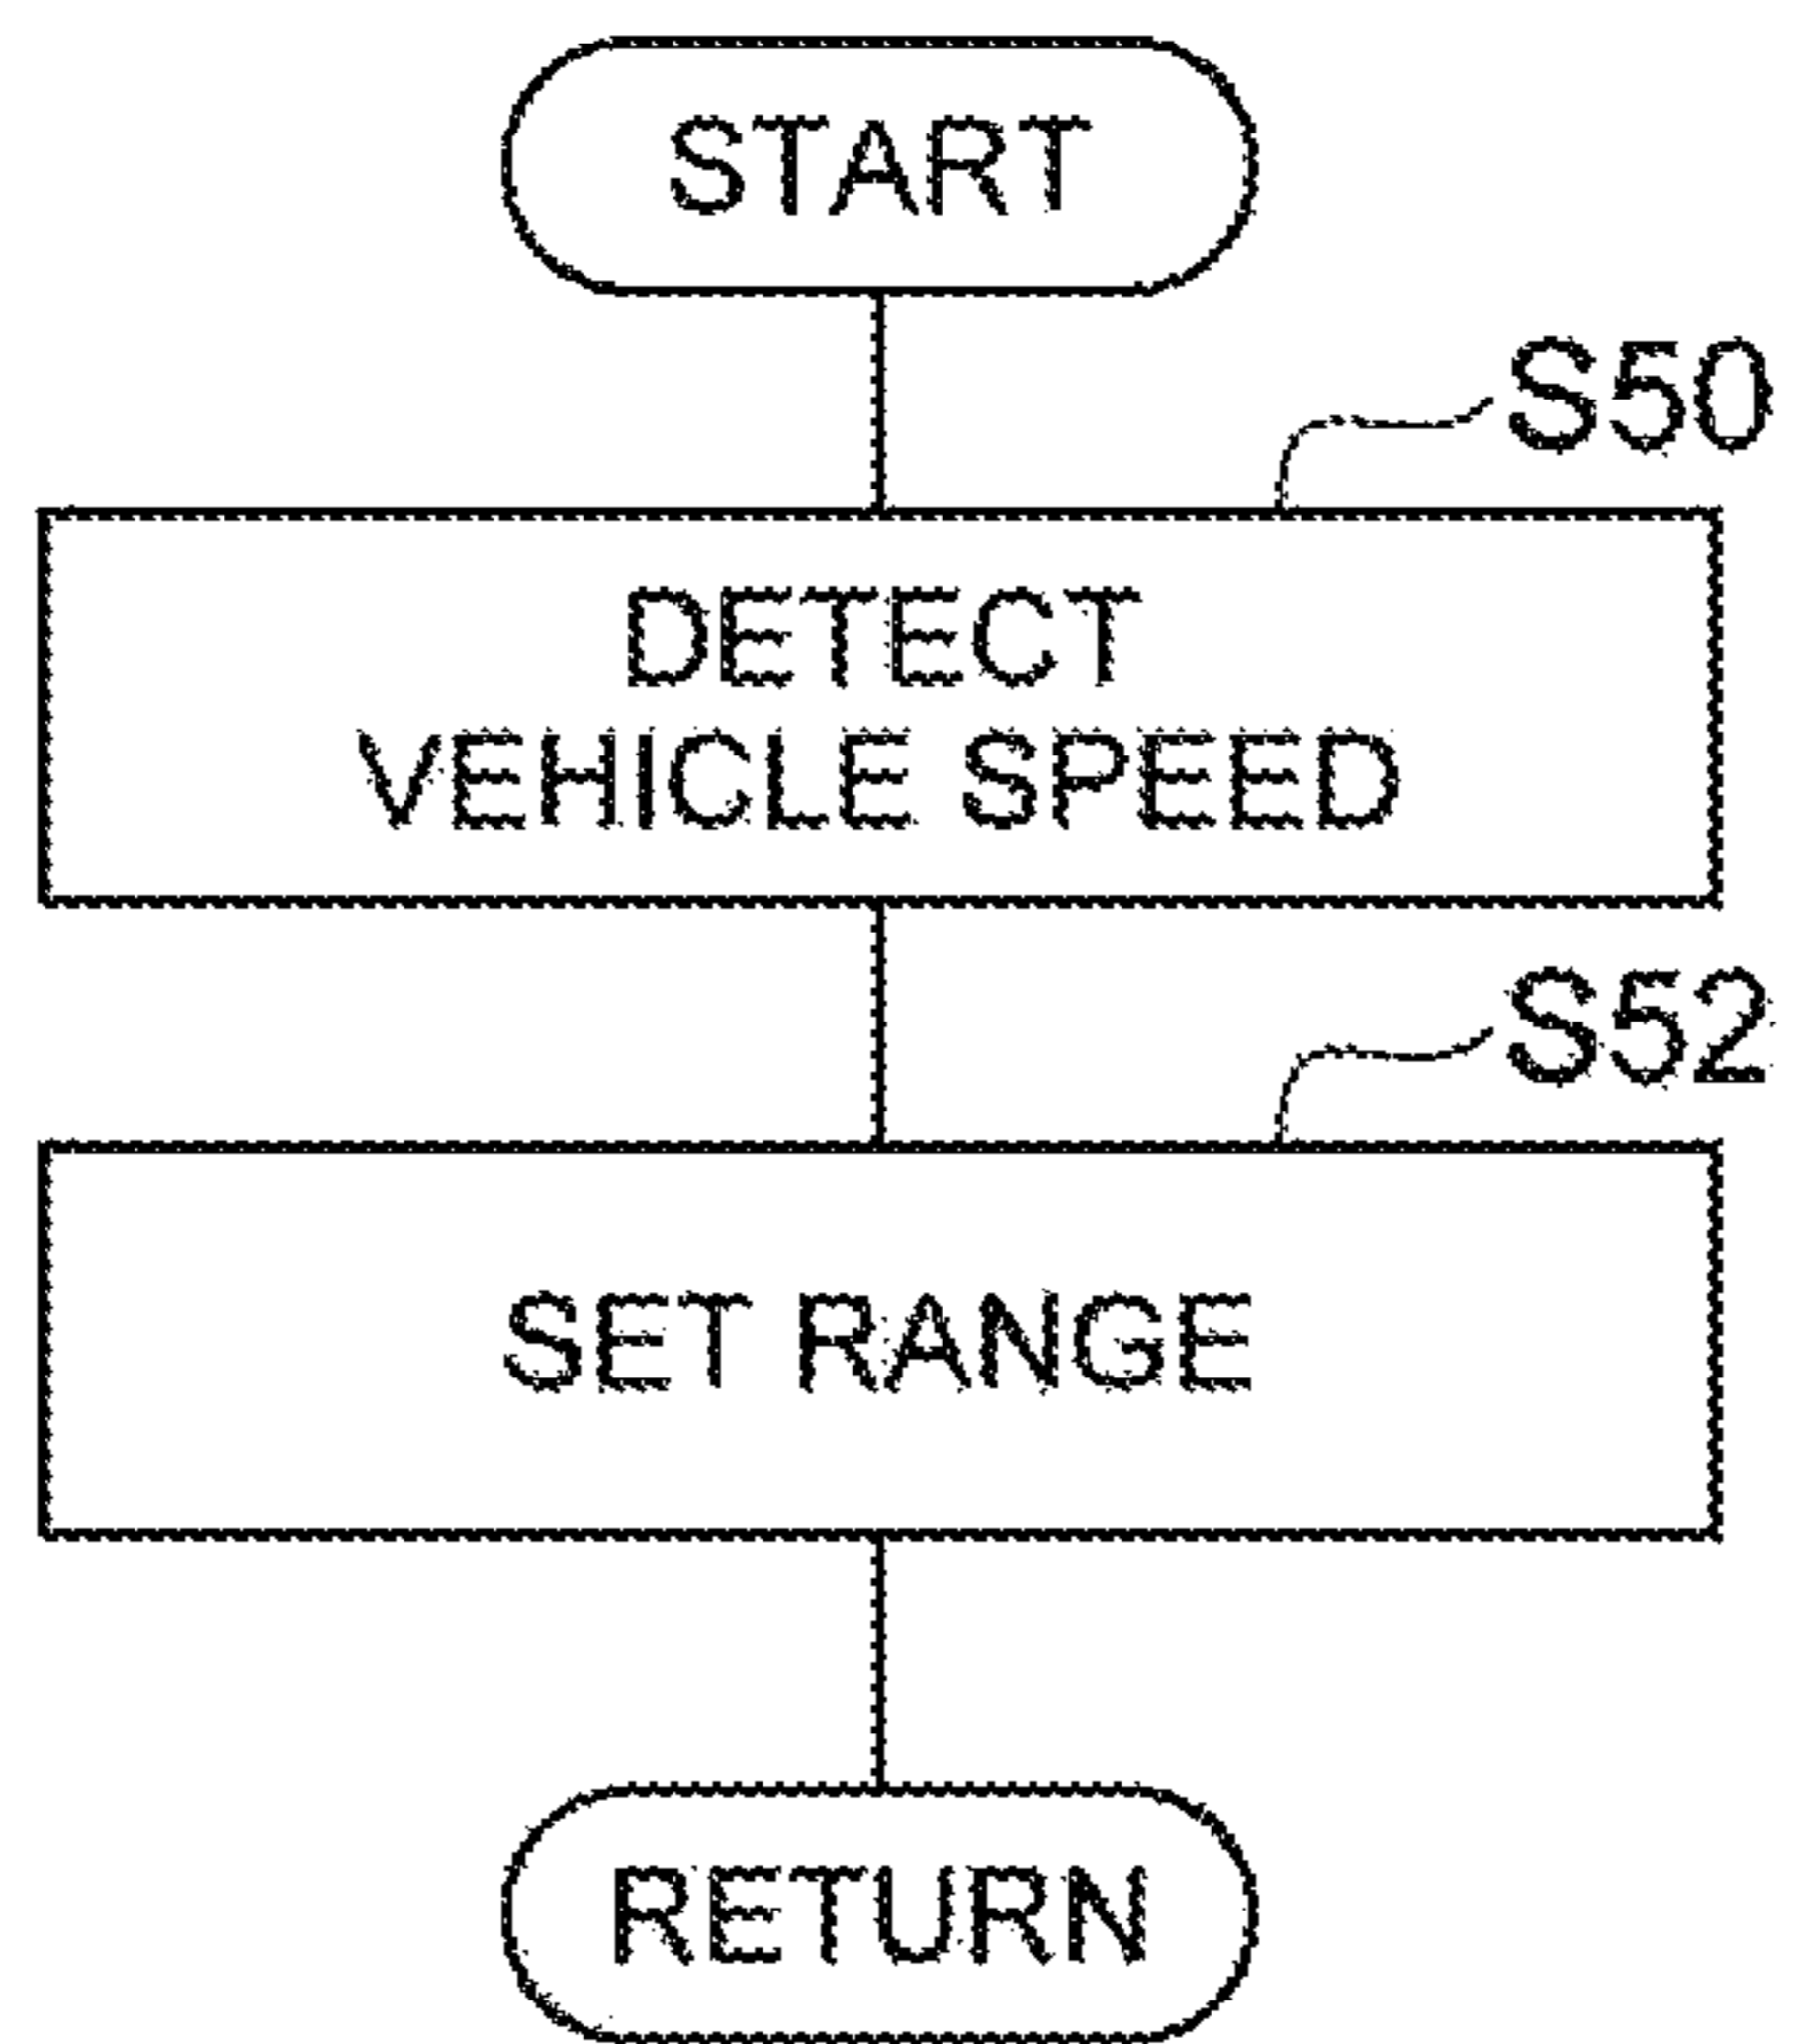 START
S50
DETECT
VEHICLE SPEED
S52
SET RANGE
RETURN